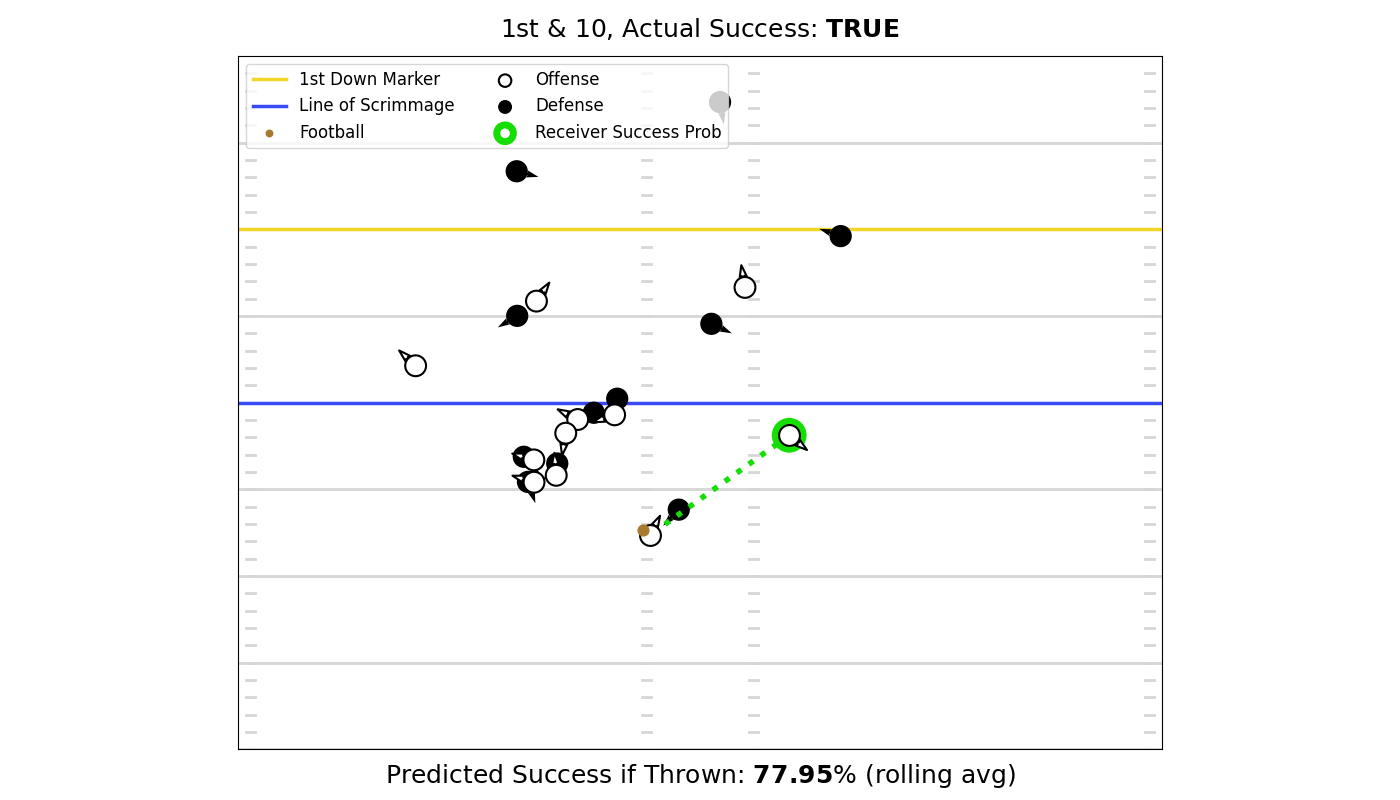 1st & 10, Actual Success: TRUE
1st Down Marker
Line of Scrimmage
Football
Offense
Defense
Receiver Success Prob
Predicted Success if Thrown: 77.95% (rolling avg)